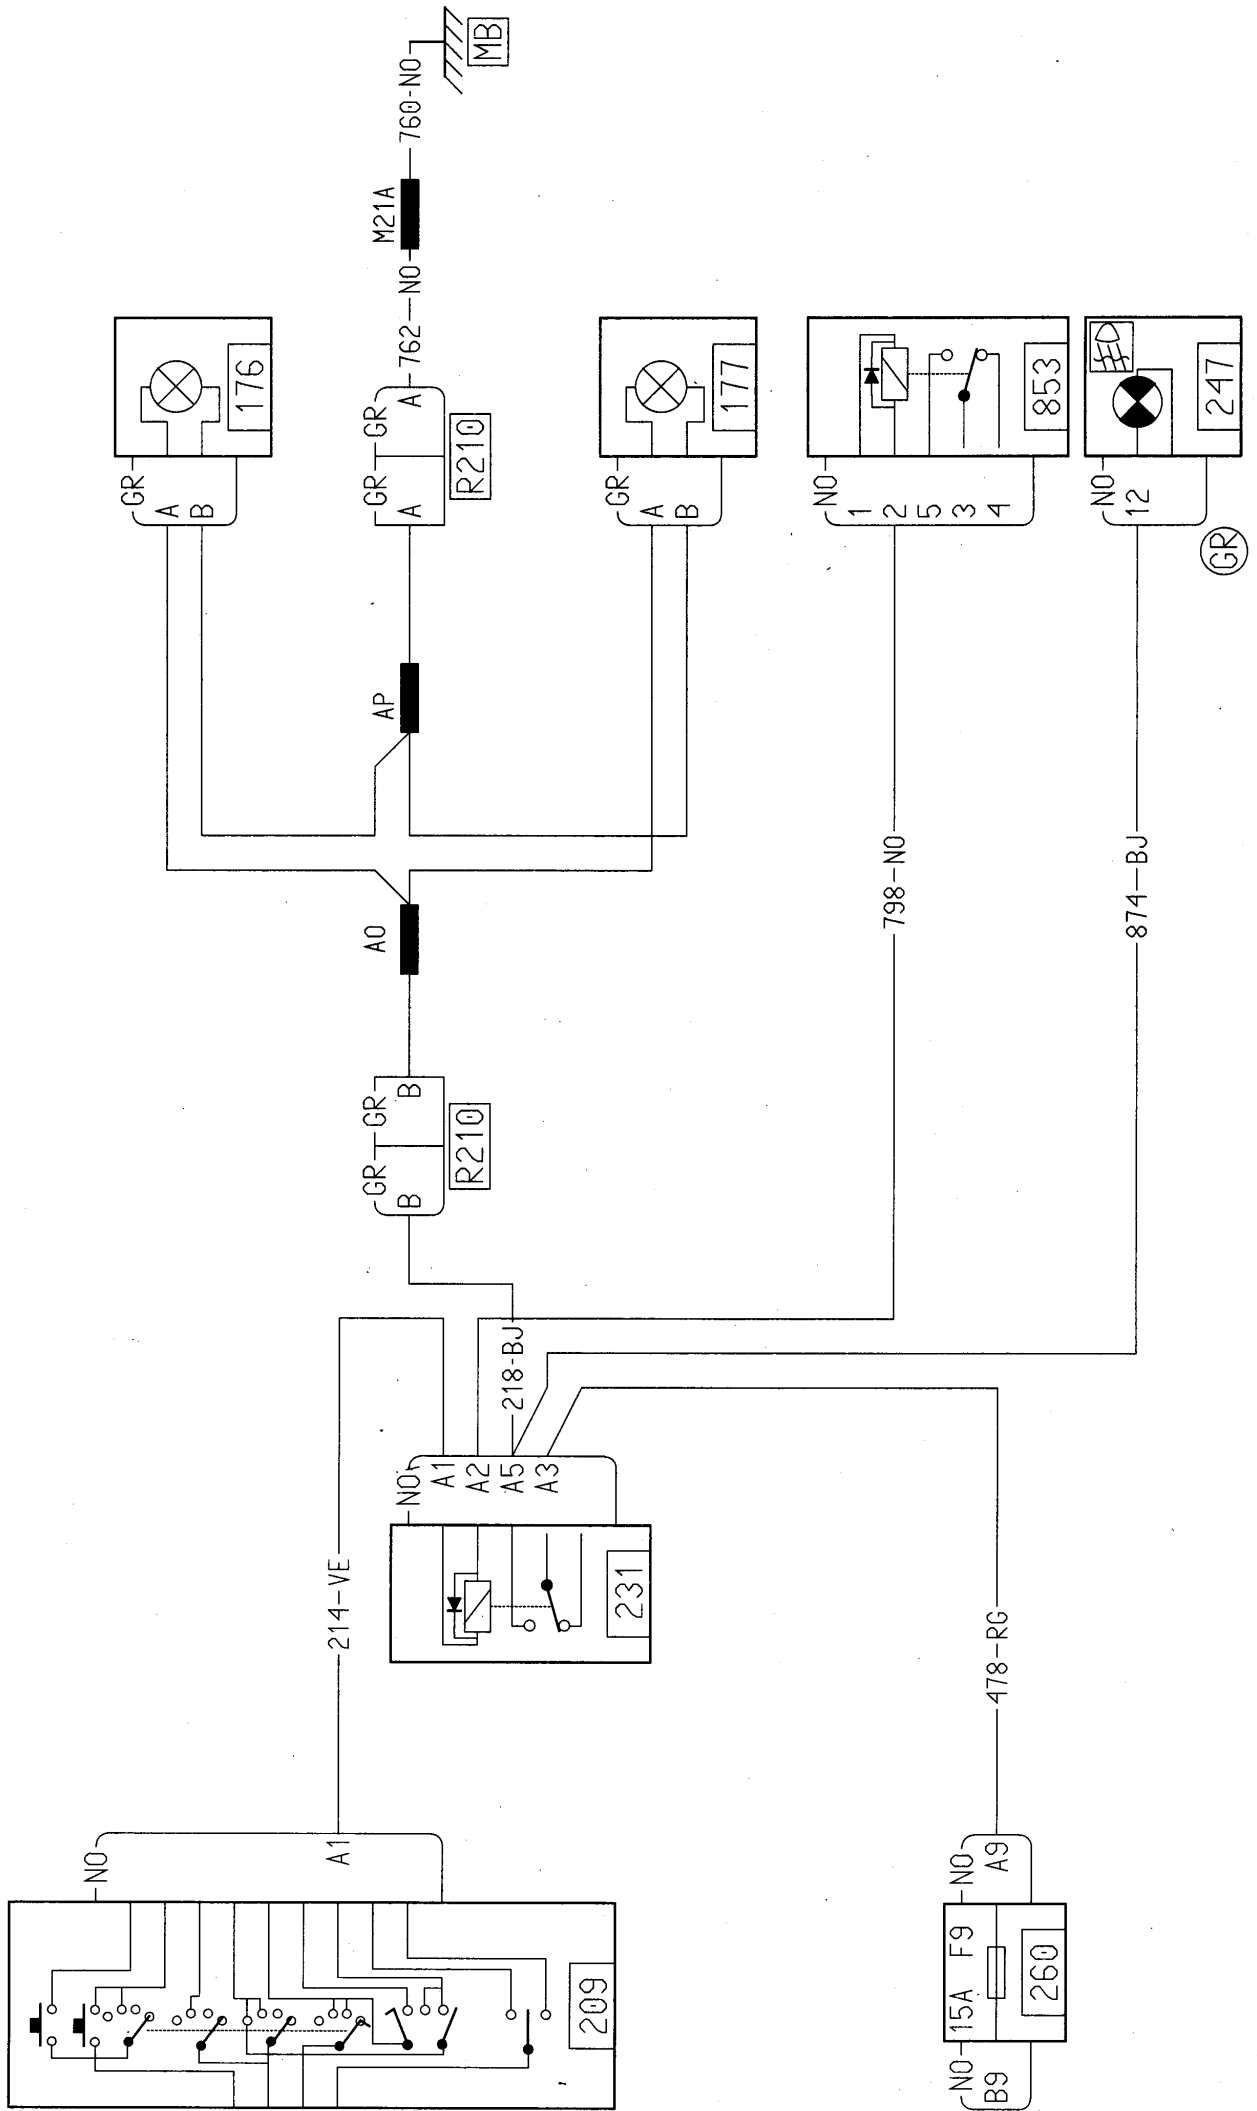 NO
A1
209
214-VE
NO
B9
15A F9
260
NO
A9
478-RG
231
NO
A1
A2
A5
A3
218-BJ
GR
GR
B
B
R210
AO
AP
798-NO
874-BJ
GR
A
B
176
GR
GR
A
A
R210
762-NO
M21A
760-NO
MB
GR
A
B
177
NO
1
2
5
3
4
853
NO
12
247
GR